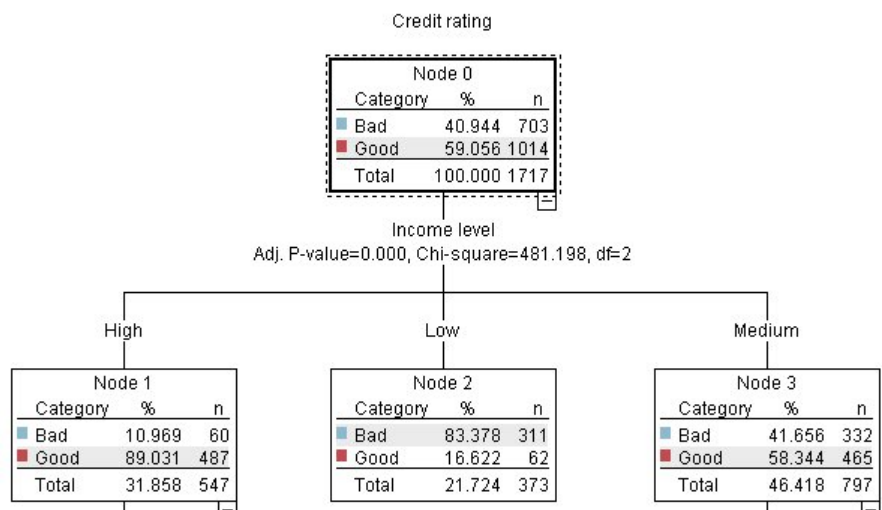 Credit rating
Node 0
Category % n
Bad 40.944 703
Good 59.056 1014
Total 100.000 1717
Income level
Adj. P-value=0.000, Chi-square=481.198, df=2
High
Low
Medium
Node 1
Category % n
Bad 10.969 60
Good 89.031 487
Total 31.858 547
Node 2
Category % n
Bad 83.378 311
Good 16.622 62
Total 21.724 373
Node 3
Category % n
Bad 41.656 332
Good 58.344 465
Total 46.418 797